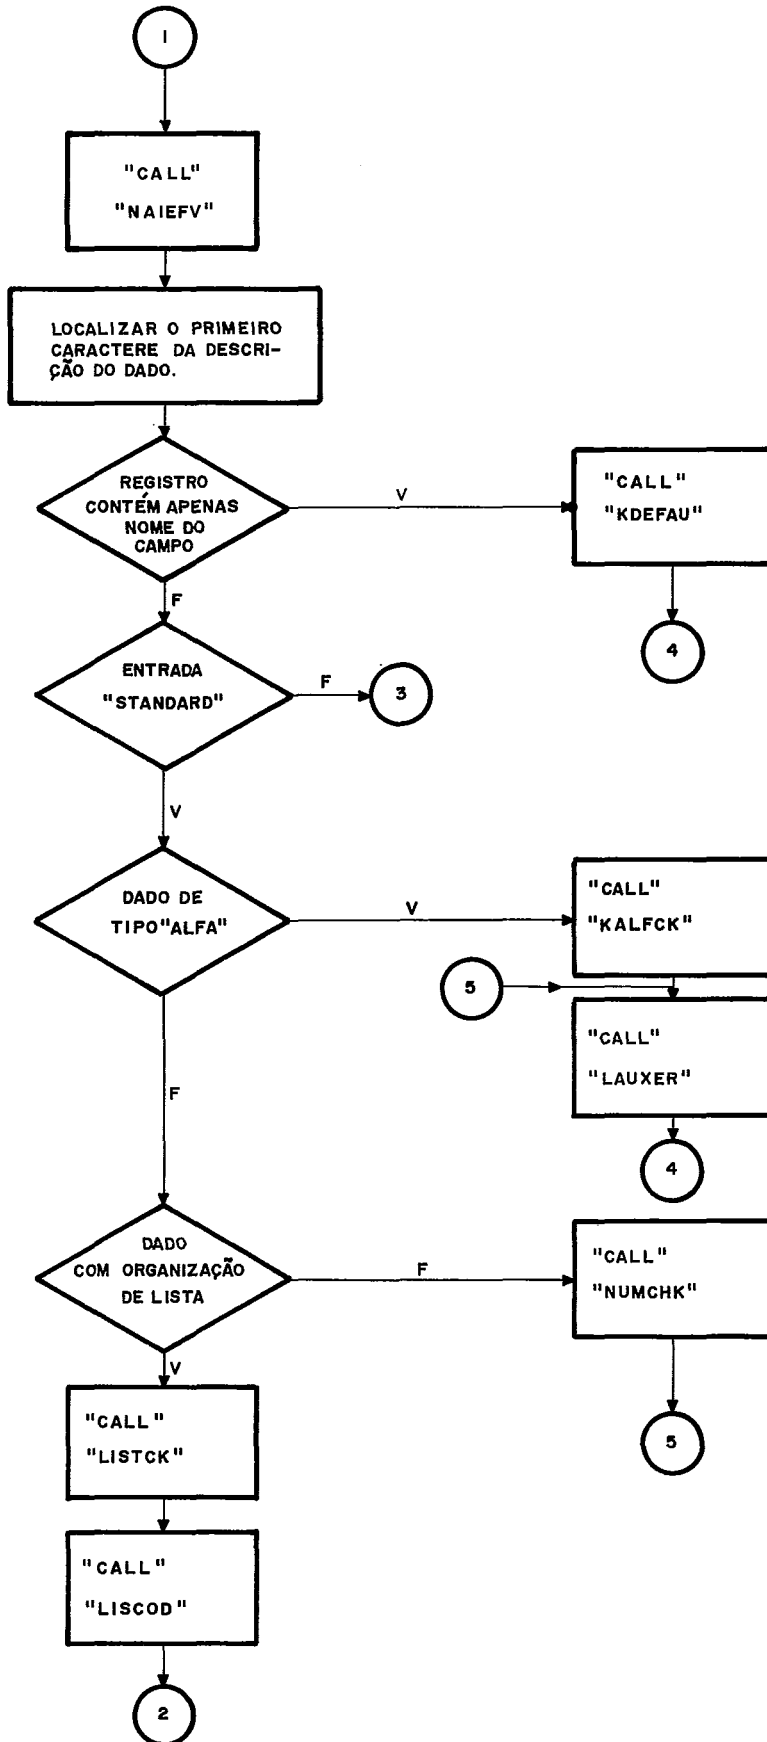 1
"CALL"
"NAIEFV"
LOCALIZAR O PRIMEIRO
CARACTERE DA DESCRI-
ÇÃO DO DADO.
REGISTRO
CONTÉM APENAS
NOME DO
CAMPO
V
"CALL"
"KDEFAU"
F
4
ENTRADA
"STANDARD"
F
3
V
DADO DE
TIPO"ALFA"
V
"CALL"
"KALFCK"
5
"CALL"
"LAUXER"
F
4
DADO
COM ORGANIZAÇÃO
DE LISTA
F
"CALL"
"NUMCHK"
V
5
"CALL"
"LISTCK"
"CALL"
"LISCOD"
2